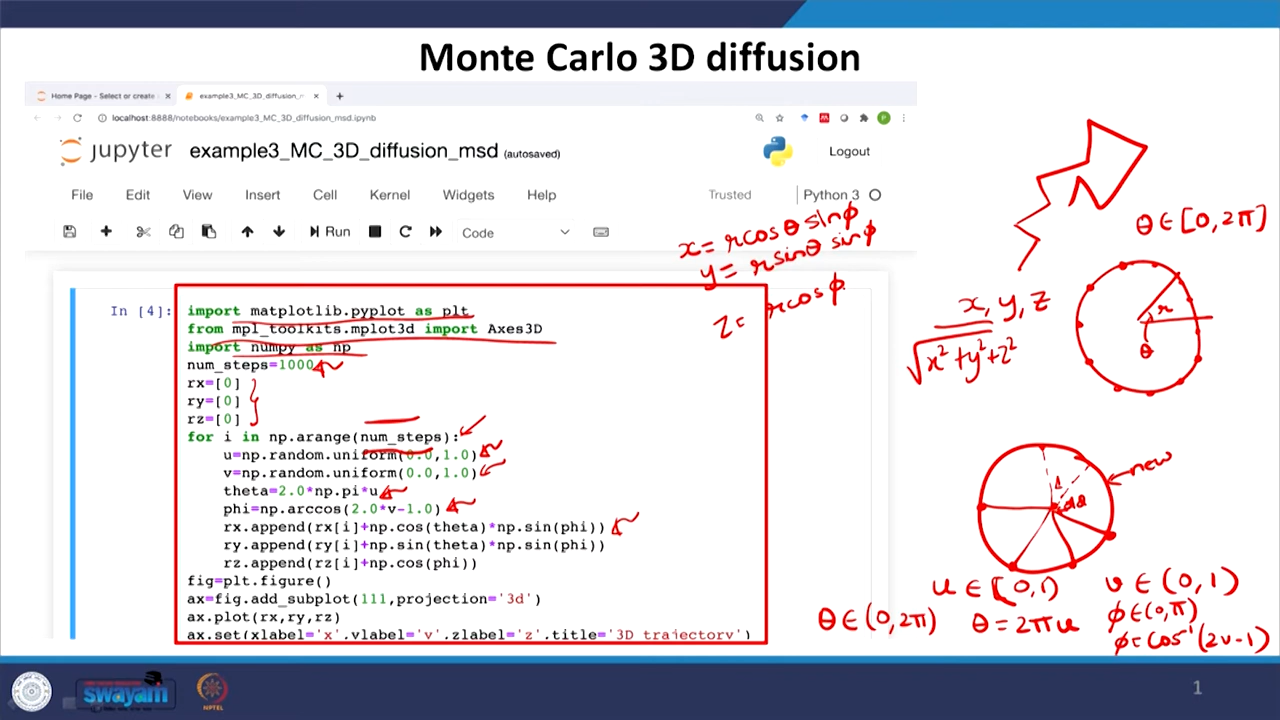 Monte Carlo 3D diffusion
Home Page - Select or create
example3_MC_3D_diffusion_m
localhost:8888/notebooks/example3_MC_3D_diffusion_msd.ipynb
jupyter example3_MC_3D_diffusion_msd (autosaved)
Logout
File Edit View Insert Cell Kernel Widgets Help
Trusted
Python 3
Run
Code
In [4]:
import matplotlib.pyplot as plt
from mpl_toolkits.mplot3d import Axes3D
import numpy as np
num_steps=1000
rx=[0]
ry=[0]
rz=[0]
for i in np.arange(num_steps):
u=np.random.uniform(0.0,1.0)
v=np.random.uniform(0.0,1.0)
theta=2.0*np.pi*u
phi=np.arccos(2.0*v-1.0)
rx.append(rx[i]+np.cos(theta)*np.sin(phi))
ry.append(ry[i]+np.sin(theta)*np.sin(phi))
rz.append(rz[i]+np.cos(phi))
fig=plt.figure()
ax=fig.add_subplot(111,projection='3d')
ax.plot(rx,ry,rz)
ax.set(xlabel='x',ylabel='y',zlabel='z',title='3D trajectory')
x = r cosθ sinϕ
y = r sinθ sinϕ
z = r cosϕ
θ ∈ [0, 2π]
r
θ
x, y, z
√x²+y²+z²
new
1
dθ
u ∈ [0,1) v ∈ (0,1)
θ ∈ (0,2π) θ = 2πu ϕ ∈ (0,π)
ϕ = cos⁻¹(2v-1)
swayam
NPTEL
1